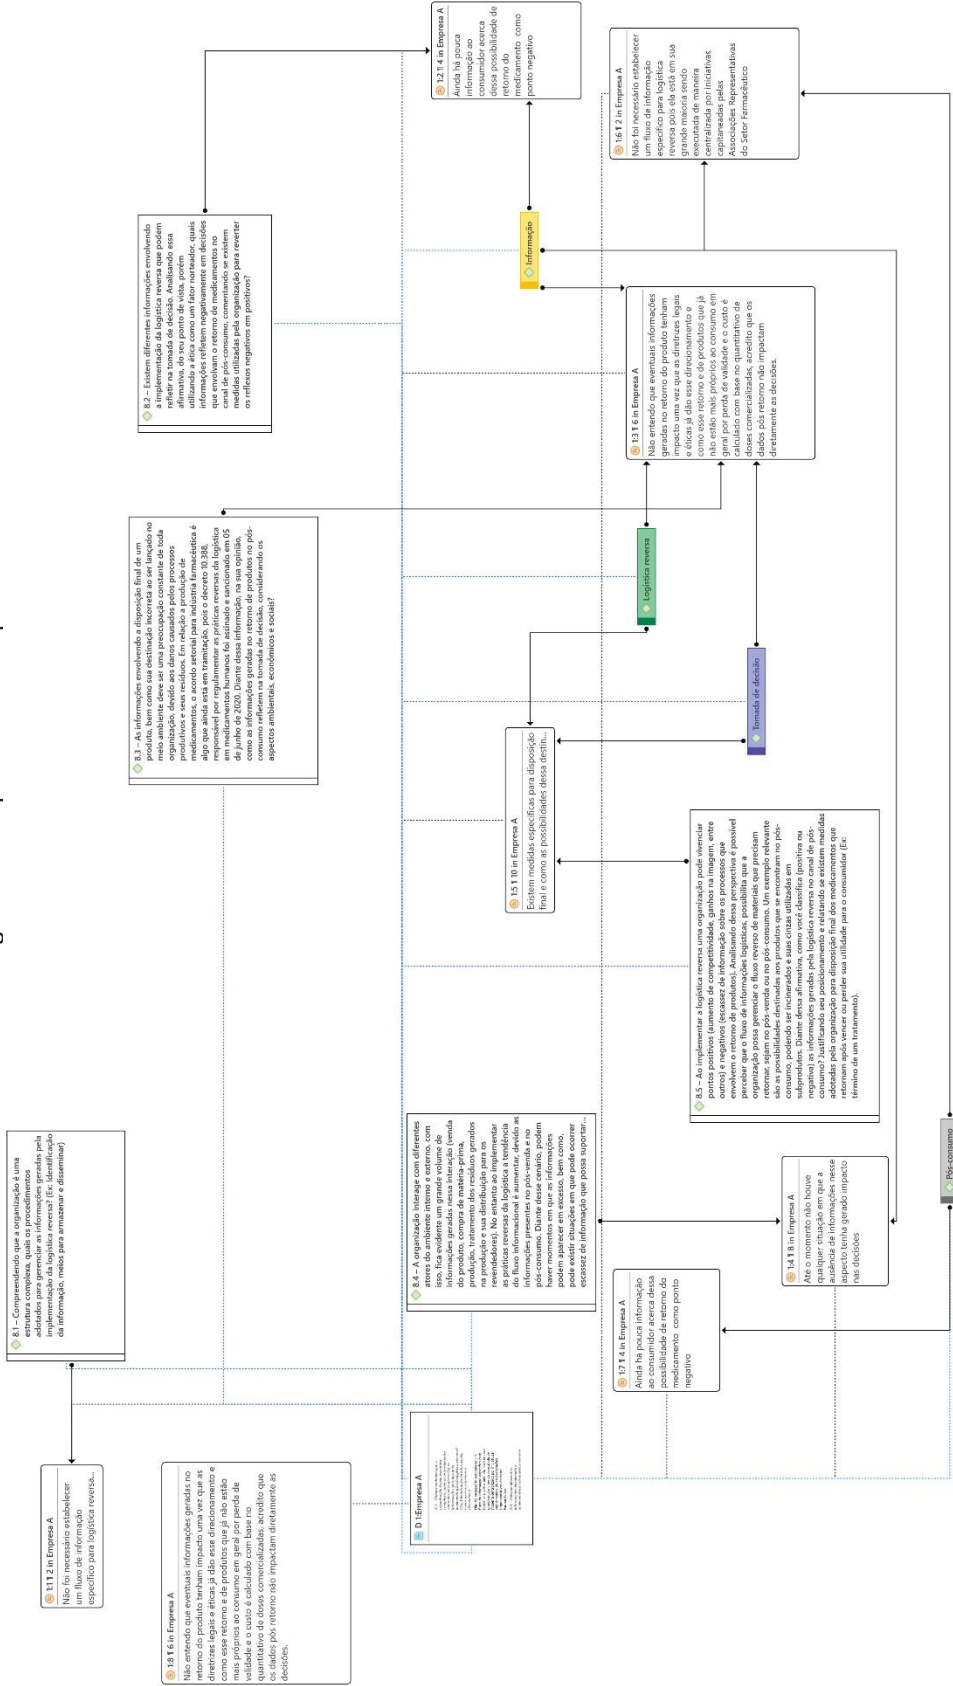 8.1 – Compreendendo que a organização é uma
estrutura complexa, quais os procedimentos
adotados para gerenciar as informações geradas pela
implementação da logística reversa? (Ex: Identificação
da informação, meios para armazenar e disseminar)
1:1 ¶ 2 in Empresa A
Não foi necessário estabelecer
um fluxo de informação
específico para logística reversa...
8.3 – As informações envolvendo a disposição final de um
produto, bem como sua destinação incorreta ao ser lançado no
meio ambiente deve ser uma preocupação constante de toda
organização, devido aos danos causados pelos processos
produtivos e seus resíduos. Em relação a produção de
medicamentos, o acordo setorial para indústria farmacêutica é
algo que ainda está em tramitação, pois o decreto 10.388,
responsável por regulamentar as práticas reversas da logística
em medicamentos humanos foi assinado e sancionado em 05
de junho de 2020. Diante dessa informação, na sua opinião,
como as informações geradas no retorno de produtos no pós-
consumo refletem na tomada de decisão, considerando os
aspectos ambientais, econômicos e sociais?
8.2 – Existem diferentes informações envolvendo
a implementação da logística reversa que podem
refletir na tomada de decisão. Analisando essa
afirmativa, do seu ponto de vista, porém
utilizando a ética como um fator norteador, quais
informações refletem negativamente em decisões
que envolvam o retorno de medicamentos no
canal de pós-consumo, comentando se existem
medidas utilizadas pela organização para reverter
os reflexos negativos em positivos?
1:8 ¶ 6 in Empresa A
Não entendo que eventuais informações geradas no
retorno do produto tenham impacto uma vez que as
diretrizes legais e éticas já dão esse direcionamento e
como esse retorno e de produtos que já não estão
mais próprios ao consumo em geral por perda de
validade e o custo é calculado com base no
quantitativo de doses comercializadas, acredito que
os dados pós retorno não impactam diretamente as
decisões.
D 1:Empresa A
8.4 – A organização interage com diferentes
atores do ambiente interno e externo, com
isso, fica evidente um grande volume de
informações geradas nessa interação (venda
do produto, compra de matéria-prima,
produção, tratamento dos resíduos gerados
na produção e sua distribuição para os
revendedores). No entanto ao implementar
as práticas reversas da logística a tendência
do fluxo informacional é aumentar, devido as
informações presentes no pós-venda e no
pós-consumo. Diante desse cenário, podem
haver momentos em que as informações
podem aparecer em excesso, bem como,
pode existir situações em que pode ocorrer
escassez de informação que possa suportar...
1:5 ¶ 10 in Empresa A
Existem medidas específicas para disposição
final e como as possibilidades dessa destin...
Informação
1:2 ¶ 4 in Empresa A
Ainda há pouca
informação ao
consumidor acerca
dessa possibilidade de
retorno do
medicamento como
ponto negativo
1:7 ¶ 4 in Empresa A
Ainda há pouca informação
ao consumidor acerca dessa
possibilidade de retorno do
medicamento como ponto
negativo
Logística reversa
1:3 ¶ 6 in Empresa A
Não entendo que eventuais informações
geradas no retorno do produto tenham
impacto uma vez que as diretrizes legais
e éticas já dão esse direcionamento e
como esse retorno e de produtos que já
não estão mais próprios ao consumo em
geral por perda de validade e o custo é
calculado com base no quantitativo de
doses comercializadas, acredito que os
dados pós retorno não impactam
diretamente as decisões.
1:6 ¶ 2 in Empresa A
Não foi necessário estabelecer
um fluxo de informação
específico para logística
reversa pois ela está em sua
grande maioria sendo
executada de maneira
centralizada por iniciativas
capitaneadas pelas
Associações Representativas
do Setor Farmacêutico
8.5 – Ao implementar a logística reversa uma organização pode vivenciar
pontos positivos (aumento de competitividade, ganhos na imagem, entre
outros) e negativos (escassez de informação sobre os processos que
envolvem o retorno de produtos). Analisando dessa perspectiva é possível
perceber que o fluxo de informações logísticas, possibilita que a
organização possa gerenciar o fluxo reverso de materiais que precisam
retornar, sejam no pós-venda ou no pós-consumo. Um exemplo relevante
são as possibilidades destinadas aos produtos que se encontram no pós-
consumo, podendo ser incinerados e suas cinzas utilizadas em
subprodutos. Diante dessa afirmativa, como você classifica (positiva ou
negativa) as informações geradas pela logística reversa no canal de pós-
consumo? Justificando seu posicionamento e relatando se existem medidas
adotadas pela organização para disposição final dos medicamentos que
retornam após vencer ou perder sua utilidade para o consumidor (Ex:
término de um tratamento).
Tomada de decisão
1:4 ¶ 8 in Empresa A
Até o momento não houve
qualquer situação em que a
ausência de informações nesse
aspecto tenha gerado impacto
nas decisões
Pós-consumo